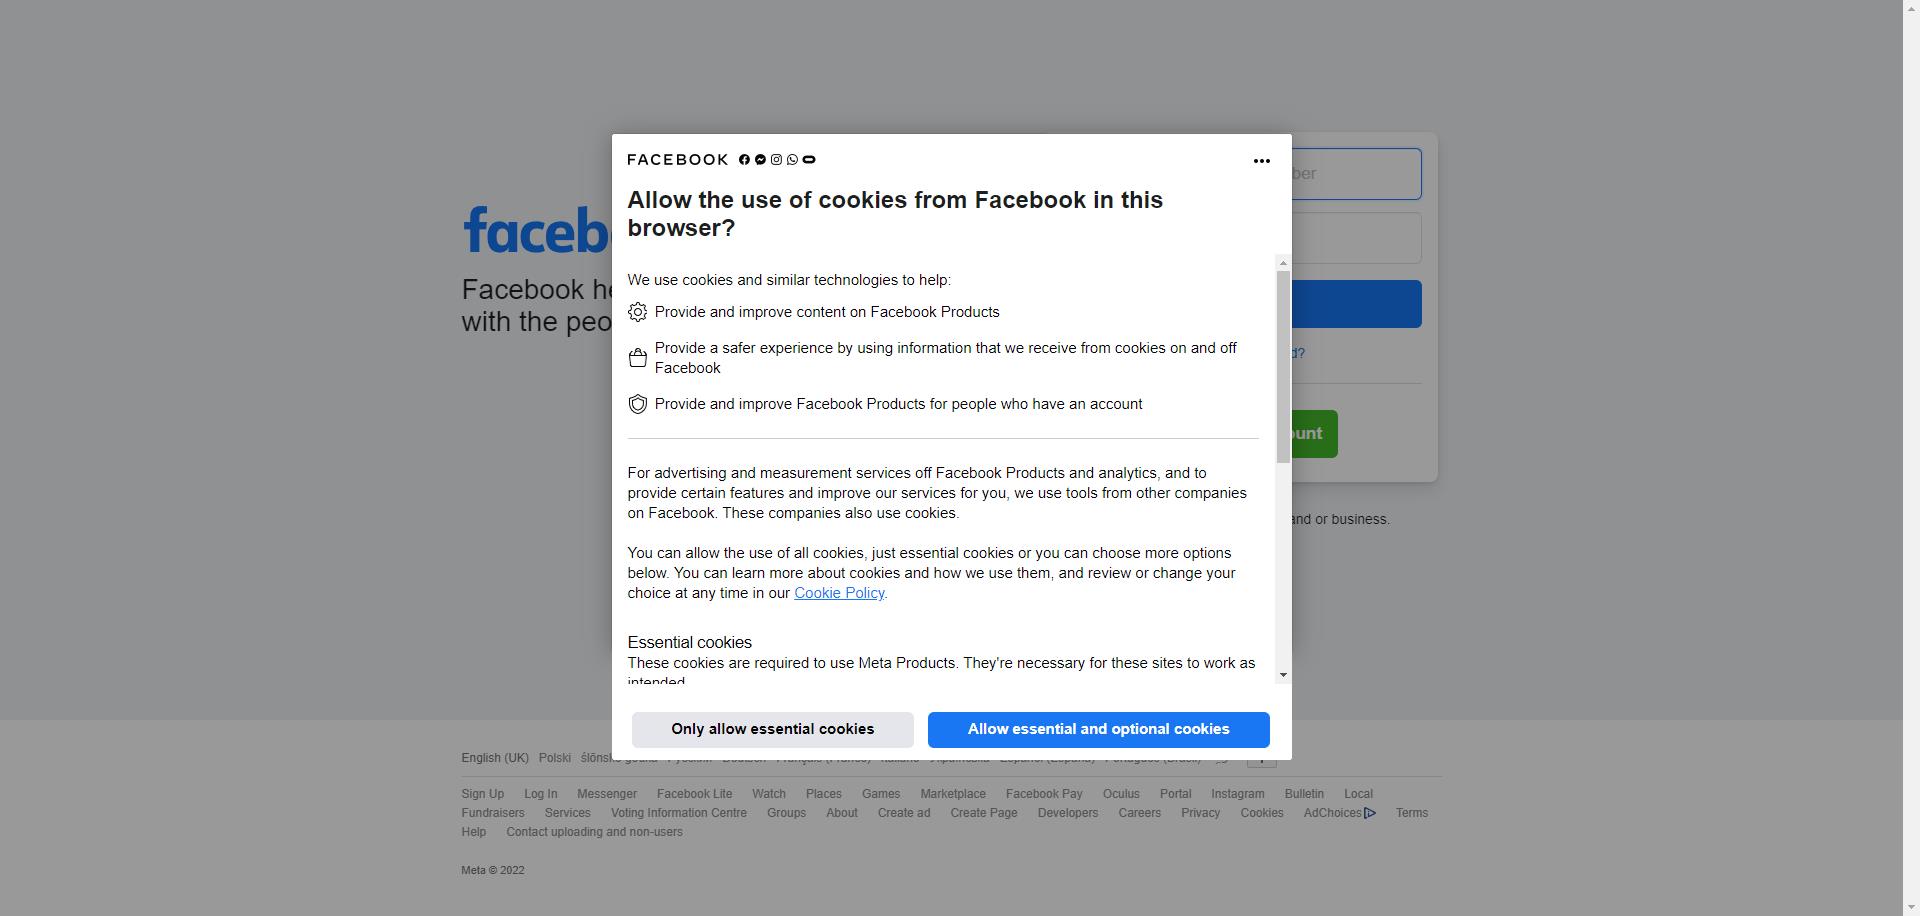 FACEBOOK
Allow the use of cookies from Facebook in this
browser?
We use cookies and similar technologies to help:
Provide and improve content on Facebook Products
Provide a safer experience by using information that we receive from cookies on and off
Facebook
Provide and improve Facebook Products for people who have an account
For advertising and measurement services off Facebook Products and analytics, and to
provide certain features and improve our services for you, we use tools from other companies
on Facebook. These companies also use cookies.
You can allow the use of all cookies, just essential cookies or you can choose more options
below. You can learn more about cookies and how we use them, and review or change your
choice at any time in our Cookie Policy.
Essential cookies
These cookies are required to use Meta Products. They're necessary for these sites to work as
intended.
Only allow essential cookies
Allow essential and optional cookies
faceb
Facebook he
with the peo
ber
d?
ount
and or business.
English (UK) Polski
Sign Up Log In Messenger Facebook Lite Watch Places Games Marketplace Facebook Pay Oculus Portal Instagram Bulletin Local
Fundraisers Services Voting Information Centre Groups About Create ad Create Page Developers Careers Privacy Cookies AdChoices Terms
Help Contact uploading and non-users
Meta © 2022